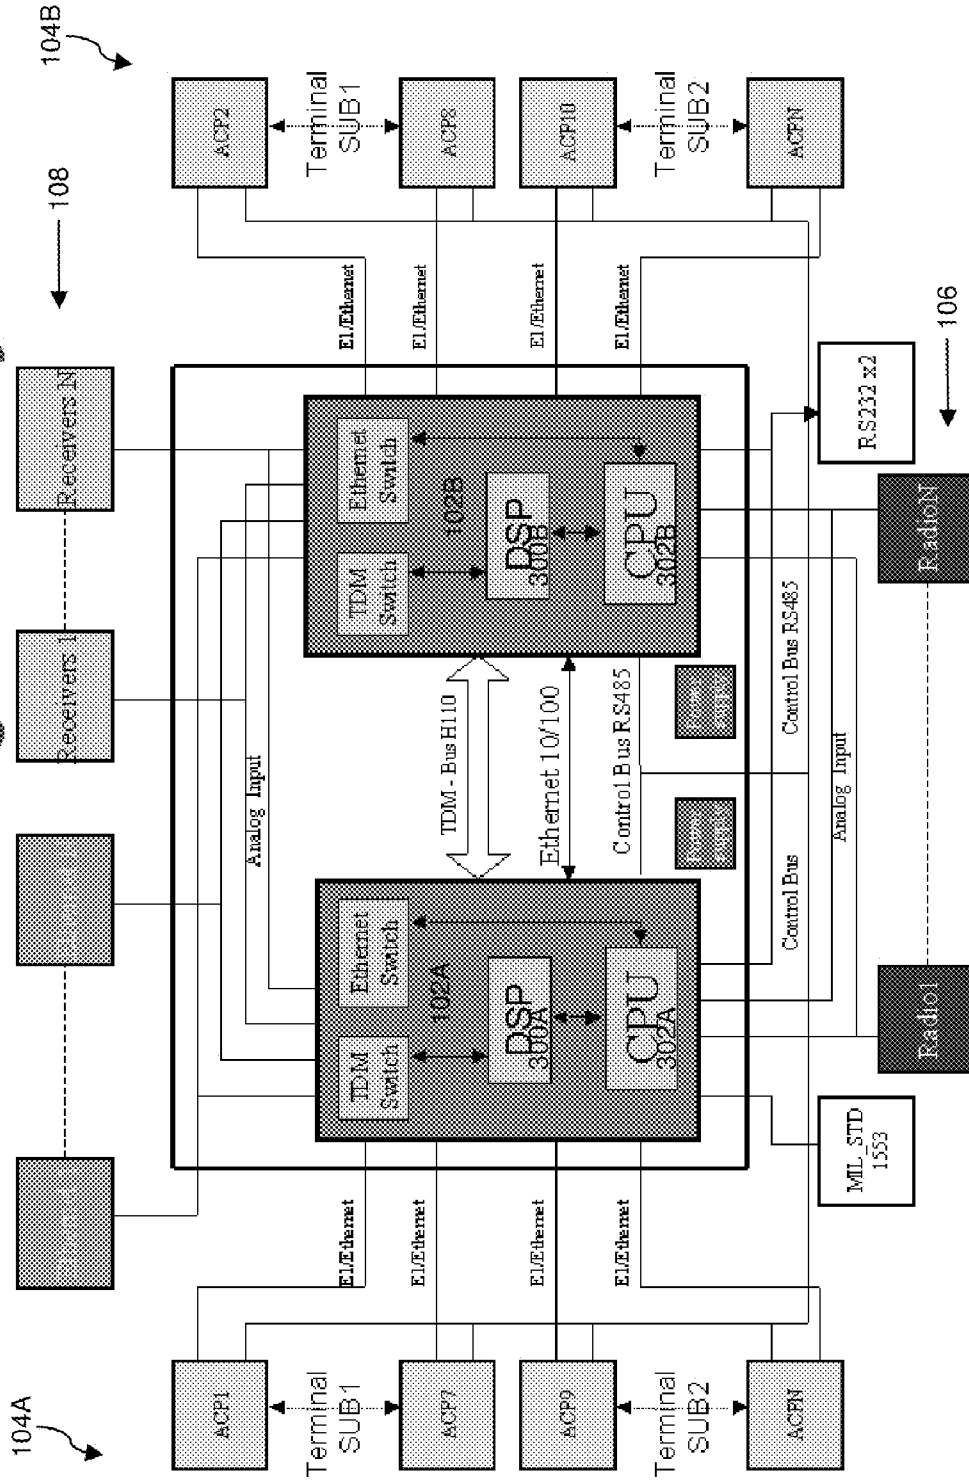 104A
104B
108
106
ACP1
Terminal
SUB1
ACP7
ACP9
Terminal
SUB2
ACPN
ACP2
Terminal
SUB1
ACP8
ACP10
Terminal
SUB2
ACPN
Receivers 1
Receivers N
Analog Input
E1/Ethernet
E1/Ethernet
E1/Ethernet
E1/Ethernet
E1/Ethernet
E1/Ethernet
E1/Ethernet
E1/Ethernet
TDM
Switch
Ethernet
Switch
102A
DSP
300A
CPU
302A
TDM - Bus H110
Ethernet 10/100
Control Bus RS485
TDM
Switch
Ethernet
Switch
102B
DSP
300B
CPU
302B
Control Bus
Control Bus RS485
Analog Input
MIL_STD
1553
RS232 x2
Radio1
RadioN